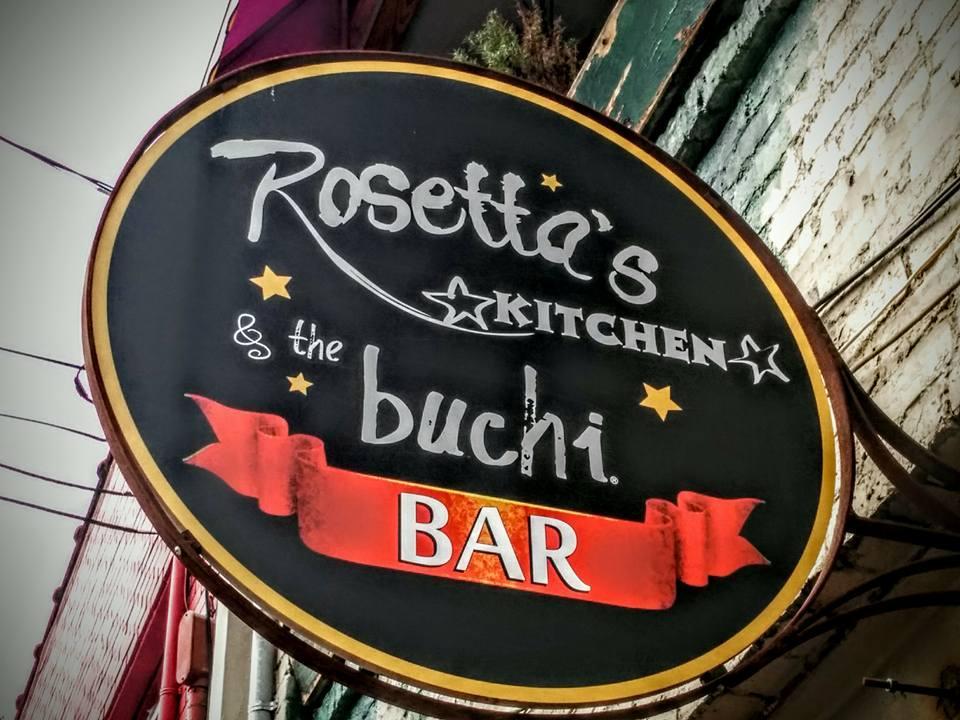 Rosetta's
KITCHEN
& the
buchi®
BAR